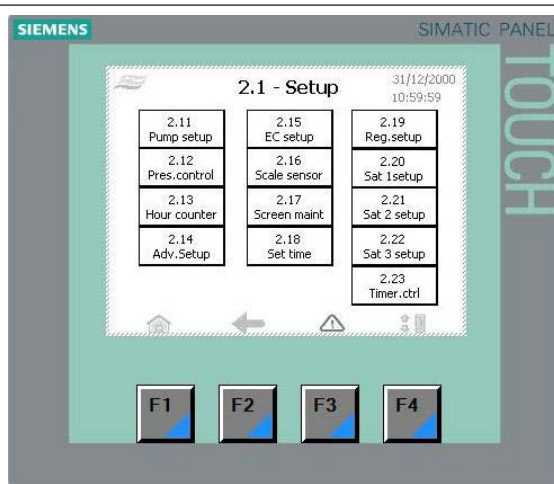 SIEMENS
SIMATIC PANEL
TOUCH
2.1 - Setup
31/12/2000
10:59:59
2.11
Pump setup
2.12
Pres.control
2.13
Hour counter
2.14
Adv.Setup
2.15
EC setup
2.16
Scale sensor
2.17
Screen maint
2.18
Set time
2.19
Reg.setup
2.20
Sat 1setup
2.21
Sat 2 setup
2.22
Sat 3 setup
2.23
Timer.ctrl
F1
F2
F3
F4